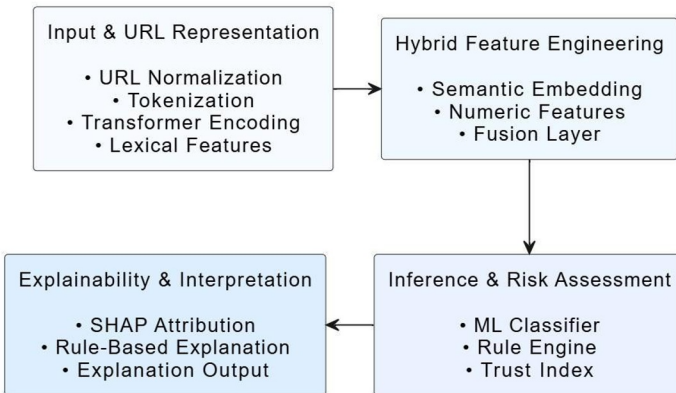 Input & URL Representation
• URL Normalization
• Tokenization
• Transformer Encoding
• Lexical Features
Hybrid Feature Engineering
• Semantic Embedding
• Numeric Features
• Fusion Layer
Inference & Risk Assessment
• ML Classifier
• Rule Engine
• Trust Index
Explainability & Interpretation
• SHAP Attribution
• Rule-Based Explanation
• Explanation Output